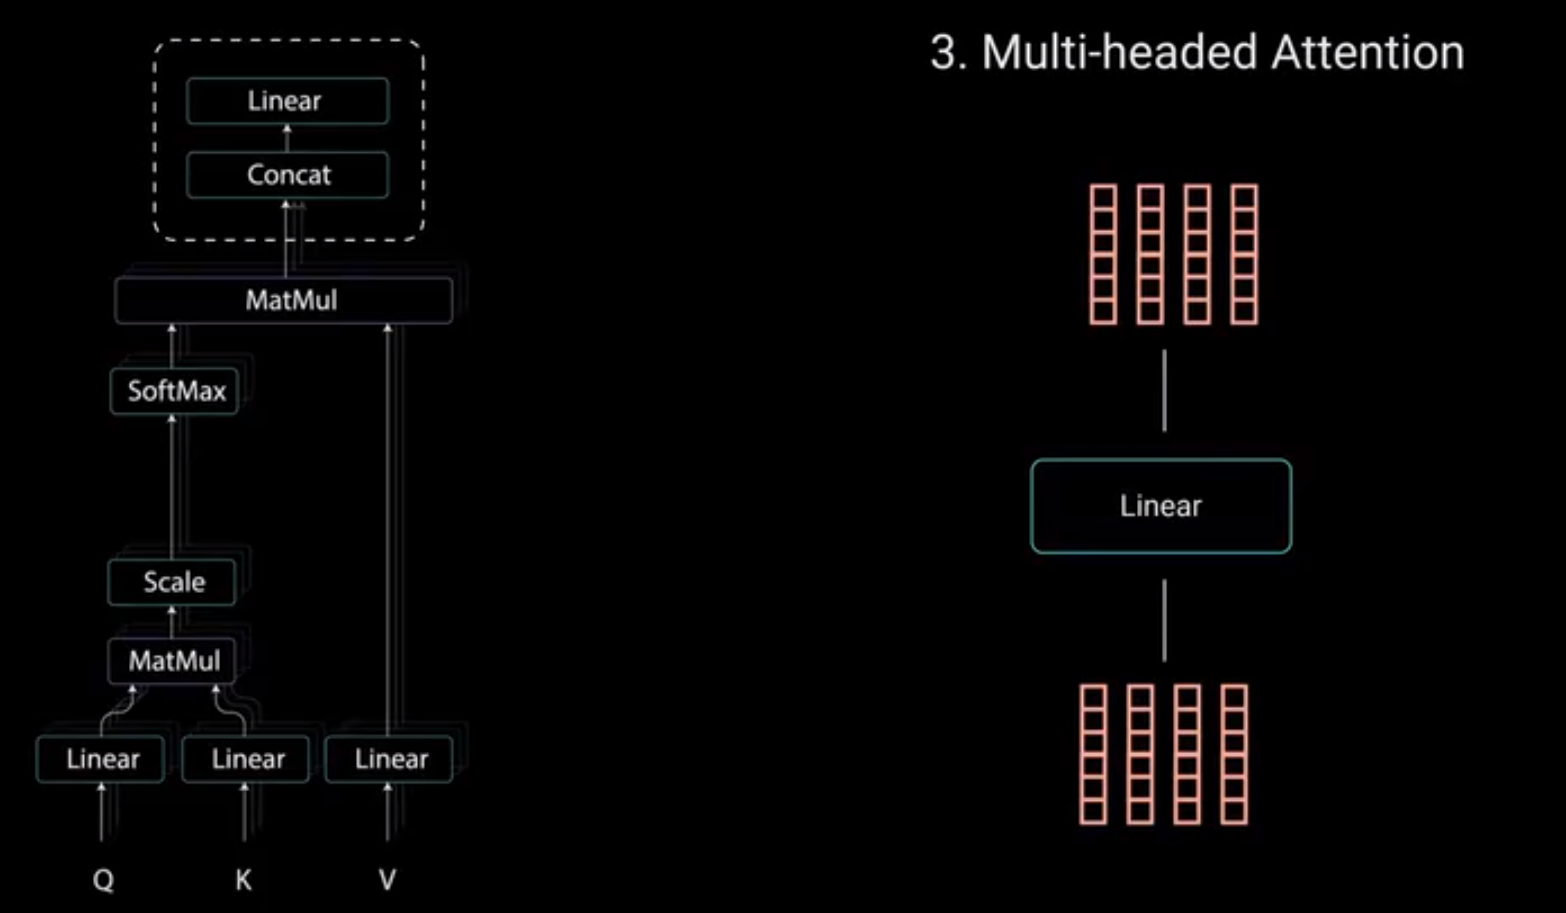 3. Multi-headed Attention
Linear
Concat
MatMul
SoftMax
Scale
MatMul
Linear Linear Linear
Q K V
Linear